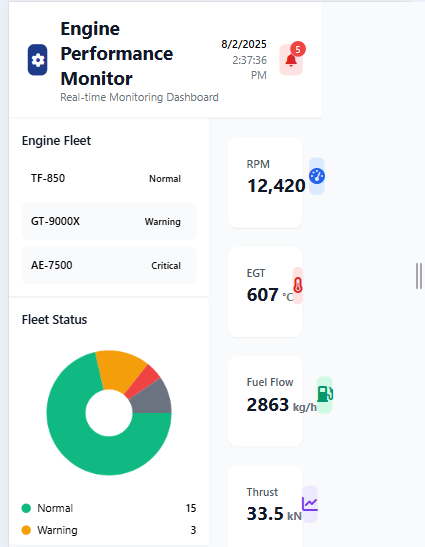 Engine
Performance
Monitor
Real-time Monitoring Dashboard
8/2/2025
2:37:36
PM
5
Engine Fleet
TF-850 Normal
GT-9000X Warning
AE-7500 Critical
Fleet Status
Normal 15
Warning 3
RPM
12,420
EGT
607 °C
Fuel Flow
2863 kg/h
Thrust
33.5 kN